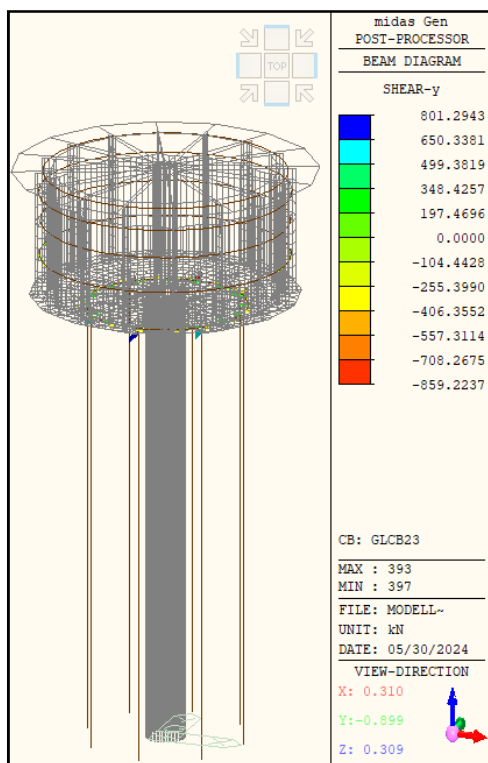 midas Gen
POST-PROCESSOR
BEAM DIAGRAM
SHEAR-y
801.2943
650.3381
499.3819
348.4257
197.4696
0.0000
-104.4428
-255.3990
-406.3552
-557.3114
-708.2675
-859.2237
CB: GLCB23
MAX : 393
MIN : 397
FILE: MODELL~
UNIT: kN
DATE: 05/30/2024
VIEW-DIRECTION
X: 0.310
Y:-0.899
Z: 0.309
TOP